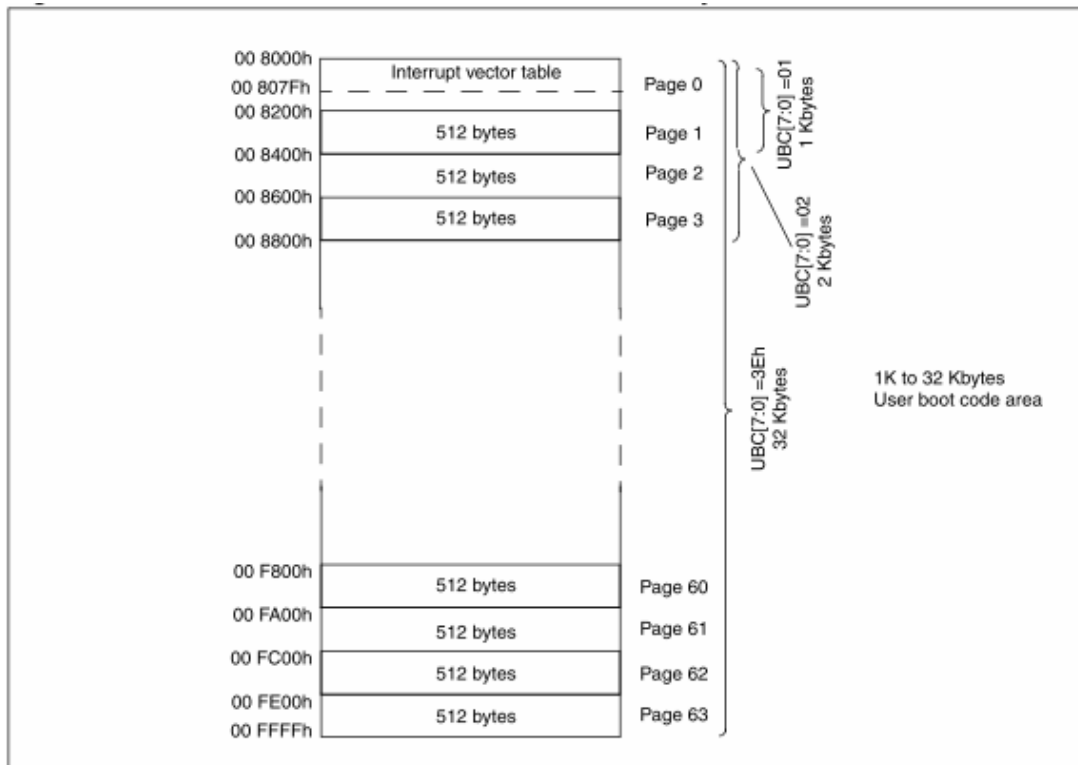 00 8000h
Interrupt vector table
Page 0
00 807Fh
00 8200h
512 bytes
Page 1
00 8400h
512 bytes
Page 2
00 8600h
512 bytes
Page 3
00 8800h
UBC[7:0] =01
1 Kbytes
UBC[7:0] =02
2 Kbytes
UBC[7:0] =3Eh
32 Kbytes
1K to 32 Kbytes
User boot code area
00 F800h
512 bytes
Page 60
00 FA00h
512 bytes
Page 61
00 FC00h
512 bytes
Page 62
00 FE00h
512 bytes
Page 63
00 FFFFh